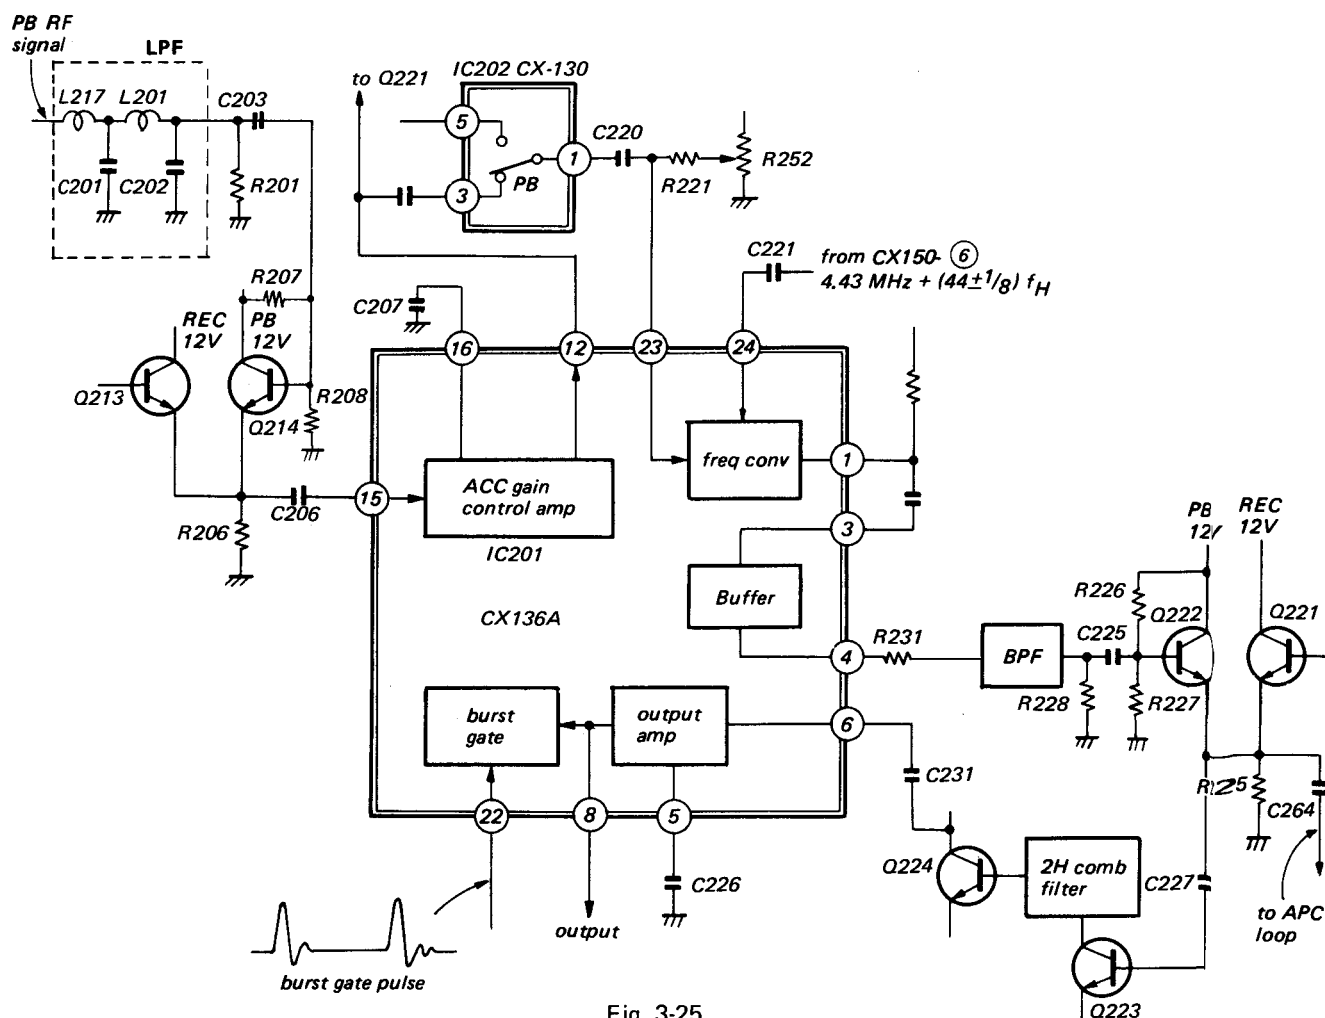 PB RF
signal
LPF
L217
L201
C203
C201
C202
R201
to Q221
IC202 CX-130
5
1
3
PB
C220
R221
R252
C221
from CX150- 6
4.43 MHz + (44±1/8) fH
R207
REC
12V
PB
12V
C207
Q213
Q214
R208
16
12
23
24
ACC gain
control amp
IC201
freq conv
1
15
C206
R206
3
CX136A
Buffer
4
R231
BPF
C225
R228
R226
R227
Q222
PB
12V
REC
12V
Q221
burst
gate
output
amp
6
C231
22
8
5
C226
output
burst gate pulse
Q224
2H comb
filter
C227
C264
to APC
loop
Q223
Fig. 3-25